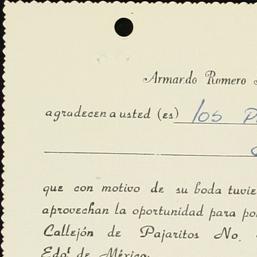 Armando Romero
agradecen a usted (es) los
que con motivo de su boda tuvie
aprovechan la oportunidad para po
Callejón de Pajaritos No.
Edo! de México.